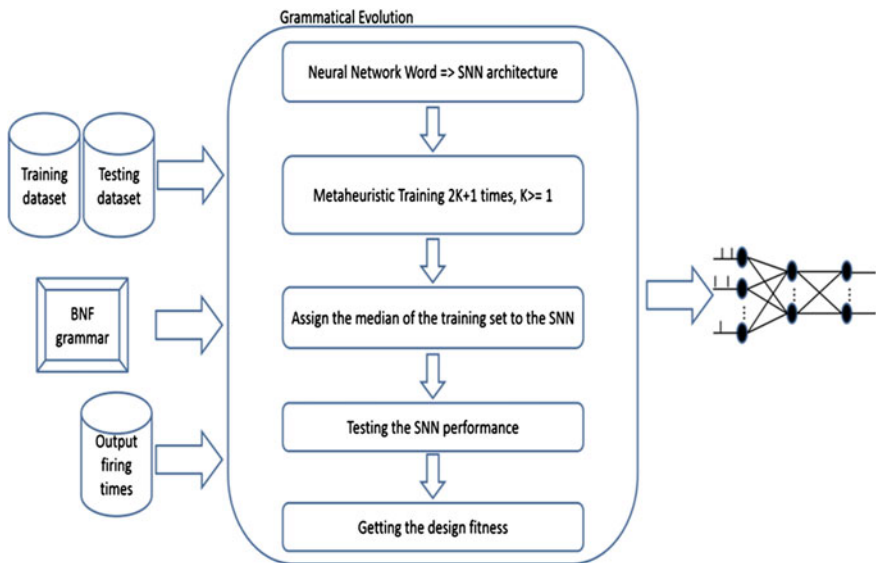 Grammatical Evolution
Neural Network Word => SNN architecture
Training
dataset
Testing
dataset
Metaheuristic Training 2K+1 times, K>= 1
BNF
grammar
Assign the median of the training set to the SNN
Output
firing
times
Testing the SNN performance
Getting the design fitness